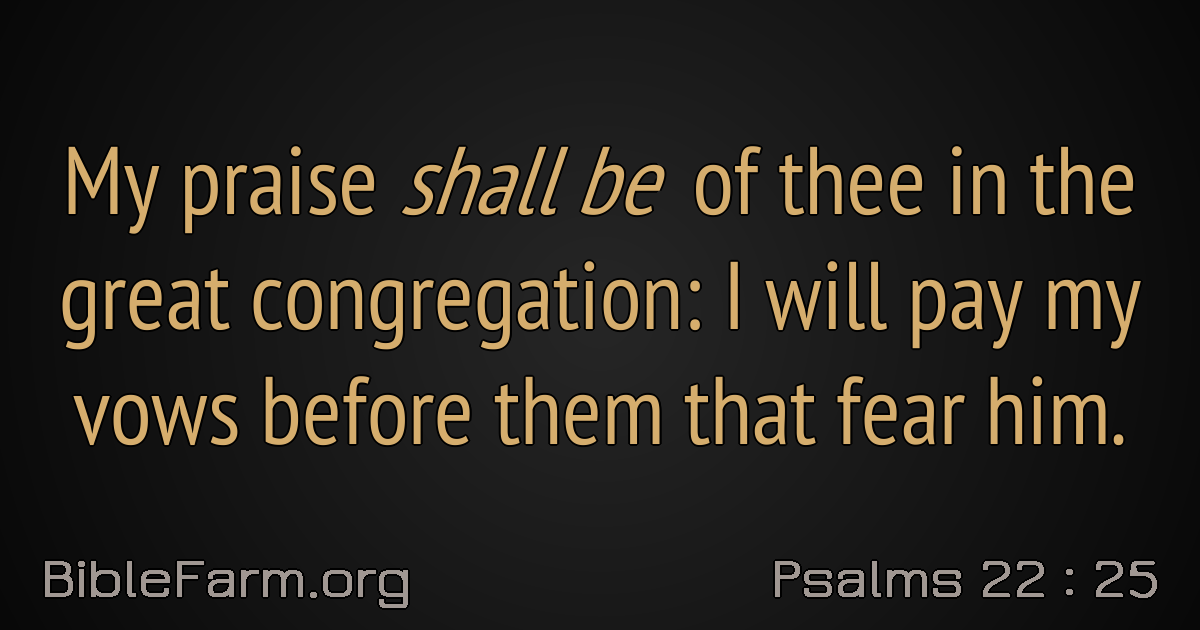 My praise shall be of thee in the
great congregation: I will pay my
vows before them that fear him.
BibleFarm.org
Psalms 22 : 25